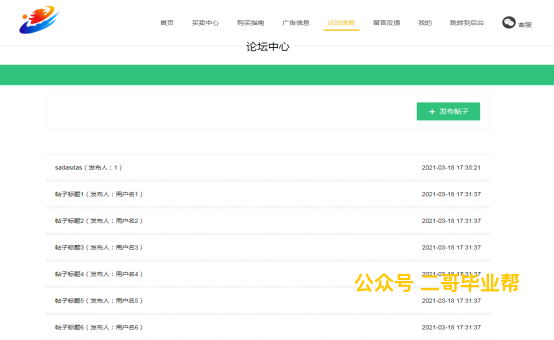 首页 买卖中心 购买指南 广告信息 论坛信息 留言反馈 我的 跳转到后台 客服
论坛中心
+ 发布帖子
sadasdas（发布人：1） 2021-03-18 17:35:21
帖子标题1（发布人：用户名1） 2021-03-18 17:31:37
帖子标题2（发布人：用户名2） 2021-03-18 17:31:37
帖子标题3（发布人：用户名3） 2021-03-18 17:31:37
帖子标题4（发布人：用户名4） 2021-03-18 17:31:37
公众号 二哥毕业帮
帖子标题5（发布人：用户名5） 2021-03-18 17:31:37
帖子标题6（发布人：用户名6） 2021-03-18 17:31:37